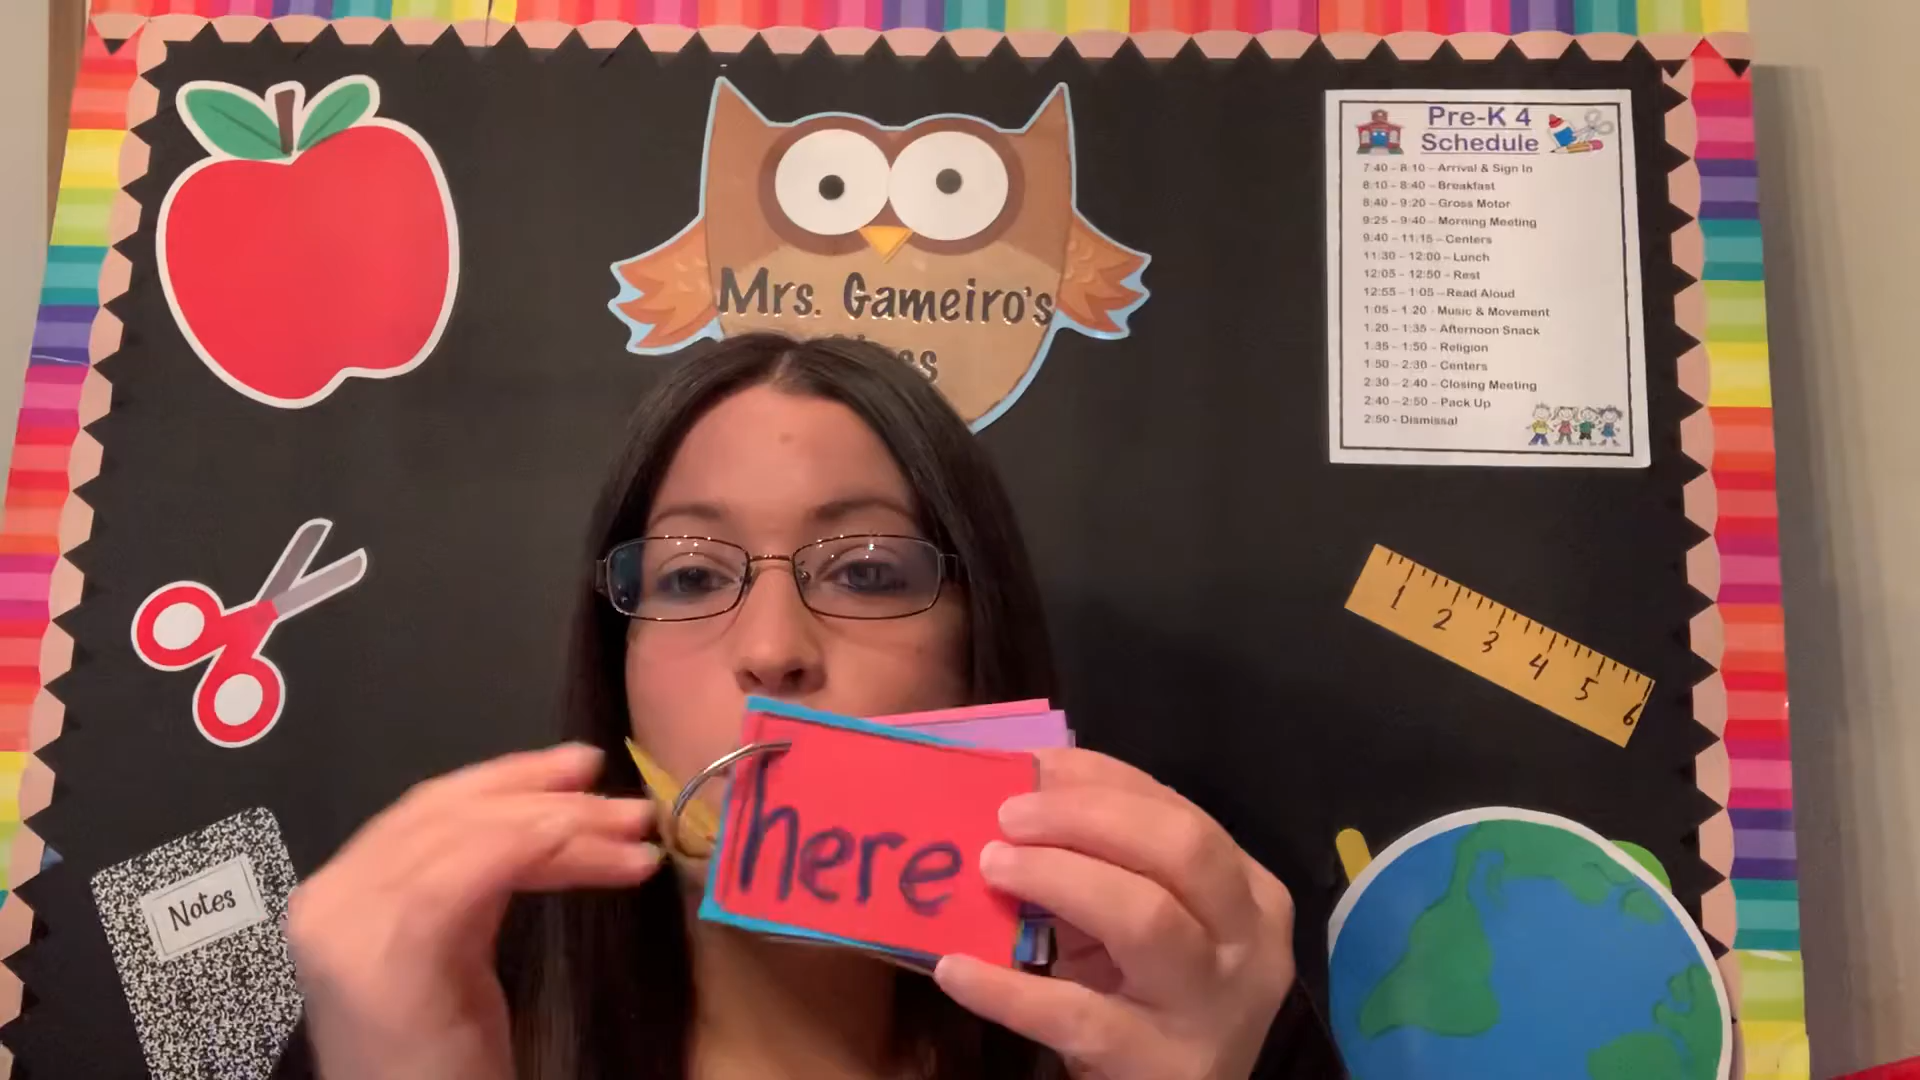 Mrs. Gameiro's
Pre-K 4
Schedule
7:40 - 8:10 - Arrival & Sign In
8:10 - 8:40 - Breakfast
8:40 - 9:20 - Gross Motor
9:25 - 9:40 - Morning Meeting
9:40 - 11:15 - Centers
11:30 - 12:00 - Lunch
12:05 - 12:50 - Rest
12:55 - 1:05 - Read Aloud
1:05 - 1:20 - Music & Movement
1:20 - 1:35 - Afternoon Snack
1:35 - 1:50 - Religion
1:50 - 2:30 - Centers
2:30 - 2:40 - Closing Meeting
2:40 - 2:50 - Pack Up
2:50 - Dismissal
1 2 3 4 5 6
here
Notes